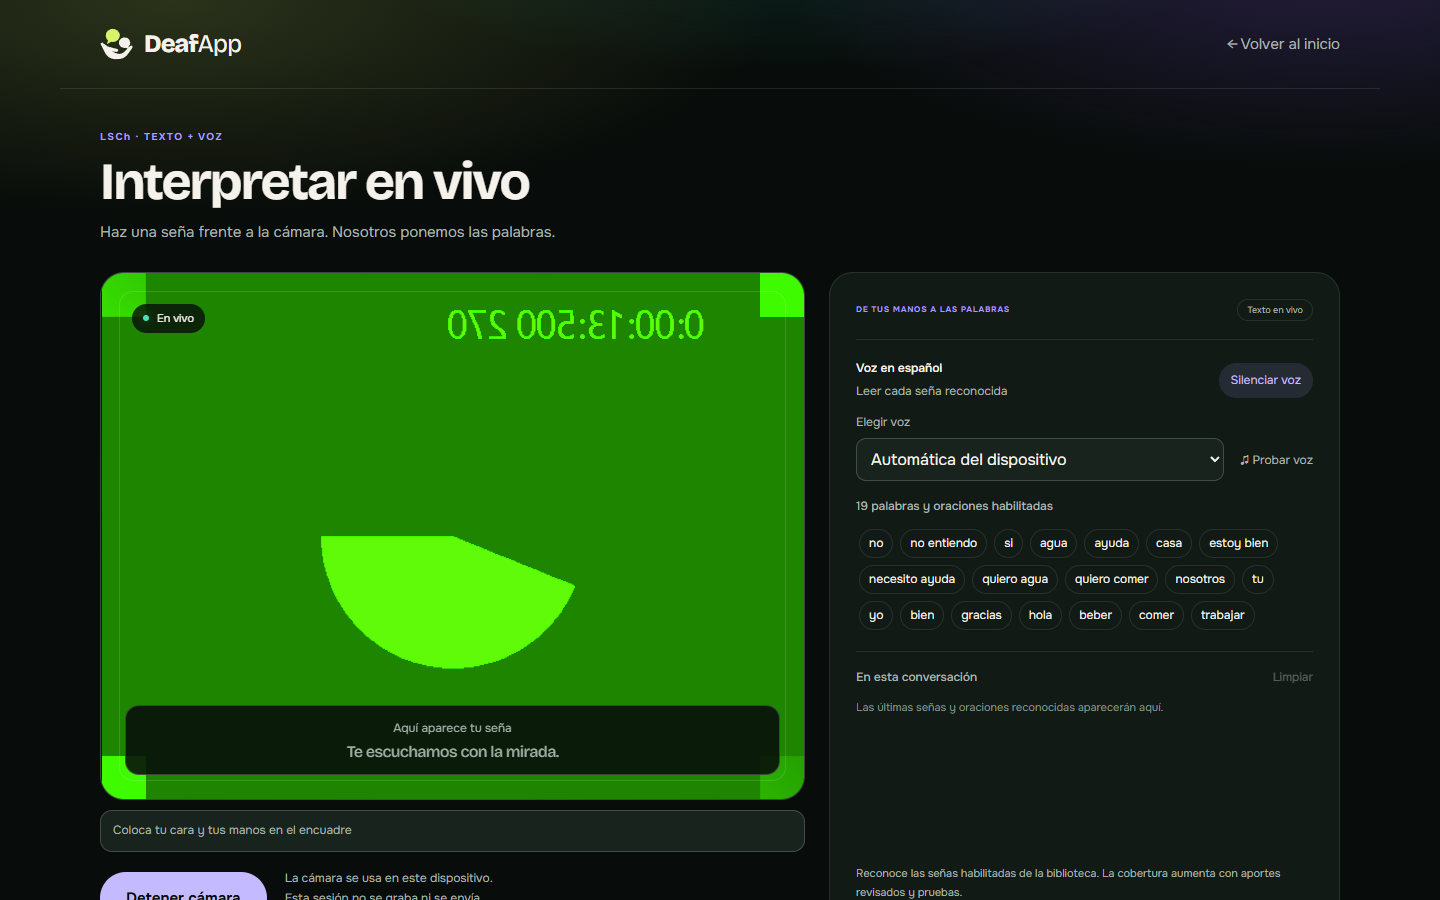 DeafApp
← Volver al inicio
LSCh · TEXTO + VOZ
Interpretar en vivo
Haz una seña frente a la cámara. Nosotros ponemos las palabras.
En vivo
0:00:13:500 270
Aquí aparece tu seña
Te escuchamos con la mirada.
Coloca tu cara y tus manos en el encuadre
Detener cámara
La cámara se usa en este dispositivo.
Esta sesión no se graba ni se envía.
DE TUS MANOS A LAS PALABRAS
Texto en vivo
Voz en español
Leer cada seña reconocida
Silenciar voz
Elegir voz
Automática del dispositivo
♫ Probar voz
19 palabras y oraciones habilitadas
no no entiendo si agua ayuda casa estoy bien
necesito ayuda quiero agua quiero comer nosotros tu
yo bien gracias hola beber comer trabajar
En esta conversación
Limpiar
Las últimas señas y oraciones reconocidas aparecerán aquí.
Reconoce las señas habilitadas de la biblioteca. La cobertura aumenta con aportes
revisados y pruebas.